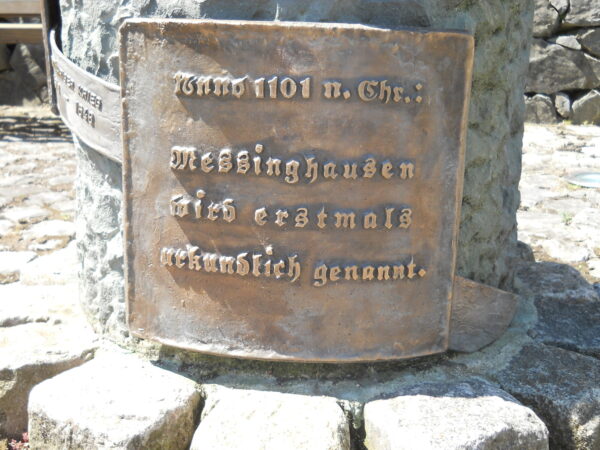 Anno 1101 n. Chr.:
Messinghausen
wird erstmals
urkundlich genannt.